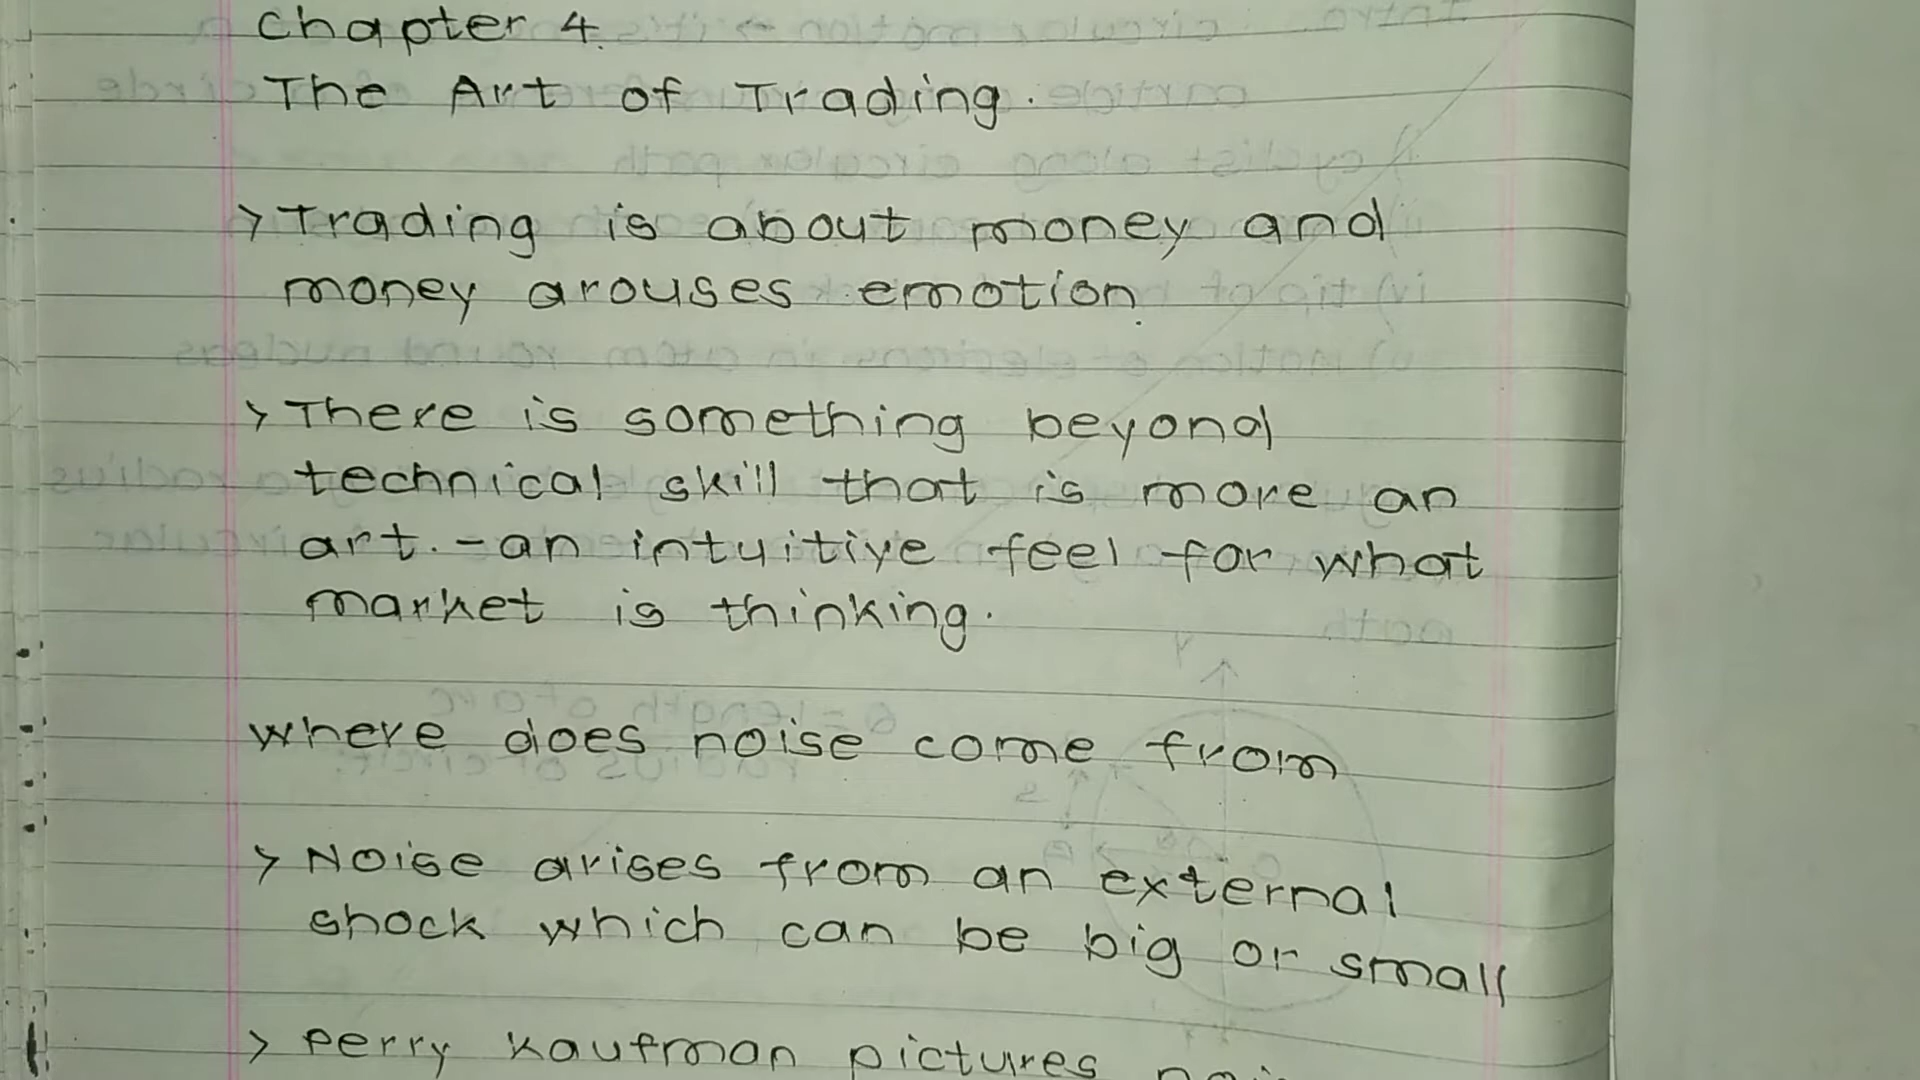 Chapter 4.
The Art of Trading.
> Trading is about money and
money arouses emotion.
> There is something beyond
technical skill that is more an
art. - an intuitive feel for what
market is thinking.
where does noise come from
> Noise arises from an external
shock which can be big or small
> Perry Kaufman pictures